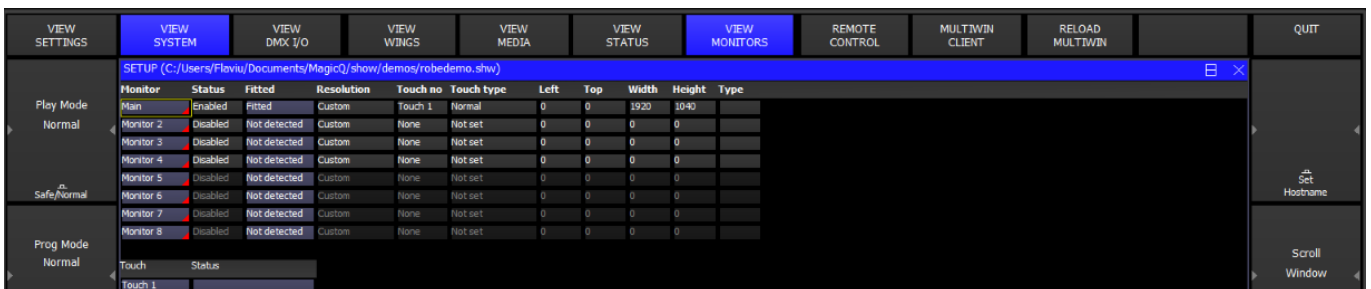 VIEW SETTINGS
VIEW SYSTEM
VIEW DMX I/O
VIEW WINGS
VIEW MEDIA
VIEW STATUS
VIEW MONITORS
REMOTE CONTROL
MULTIWIN CLIENT
RELOAD MULTIWIN
QUIT
SETUP (C:/Users/Flaviu/Documents/MagicQ/show/demos/robedemo.shw)
Play Mode
Normal
Safe/Normal
Prog Mode
Normal
Monitor Status Fitted Resolution Touch no Touch type Left Top Width Height Type
Main Enabled Fitted Custom Touch 1 Normal 0 0 1920 1040
Monitor 2 Disabled Not detected Custom None Not set 0 0 0 0
Monitor 3 Disabled Not detected Custom None Not set 0 0 0 0
Monitor 4 Disabled Not detected Custom None Not set 0 0 0 0
Monitor 5 Disabled Not detected Custom None Not set 0 0 0 0
Monitor 6 Disabled Not detected Custom None Not set 0 0 0 0
Monitor 7 Disabled Not detected Custom None Not set 0 0 0 0
Monitor 8 Disabled Not detected Custom None Not set 0 0 0 0
Touch Status
Touch 1
Set
Hostname
Scroll
Window